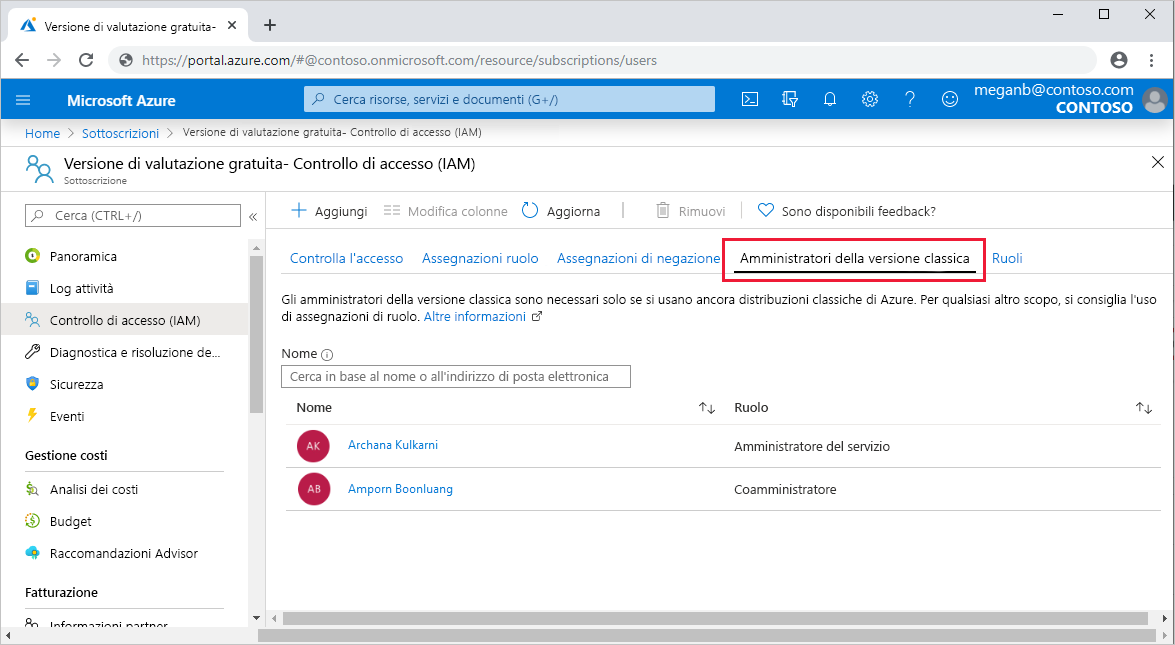 Versione di valutazione gratuita-
https://portal.azure.com/#@contoso.onmicrosoft.com/resource/subscriptions/users
Microsoft Azure
Cerca risorse, servizi e documenti (G+/)
meganb@contoso.com
CONTOSO
Home > Sottoscrizioni > Versione di valutazione gratuita- Controllo di accesso (IAM)
Versione di valutazione gratuita- Controllo di accesso (IAM)
Sottoscrizione
Cerca (CTRL+/)
Panoramica
Log attività
Controllo di accesso (IAM)
Diagnostica e risoluzione de...
Sicurezza
Eventi
Gestione costi
Analisi dei costi
Budget
Raccomandazioni Advisor
Fatturazione
Informazioni partner
Aggiungi Modifica colonne Aggiorna Rimuovi Sono disponibili feedback?
Controlla l'accesso Assegnazioni ruolo Assegnazioni di negazione Amministratori della versione classica Ruoli
Gli amministratori della versione classica sono necessari solo se si usano ancora distribuzioni classiche di Azure. Per qualsiasi altro scopo, si consiglia l'uso
di assegnazioni di ruolo. Altre informazioni
Nome
Cerca in base al nome o all'indirizzo di posta elettronica
Nome Ruolo
AK Archana Kulkarni Amministratore del servizio
AB Amporn Boonluang Coamministratore